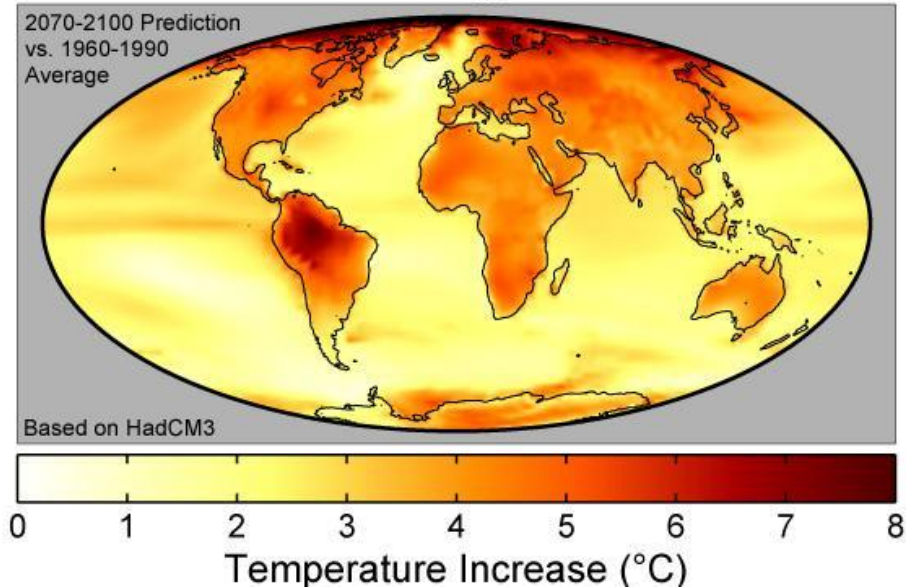 2070-2100 Prediction
vs. 1960-1990
Average
Based on HadCM3
0 1 2 3 4 5 6 7 8
Temperature Increase (°C)